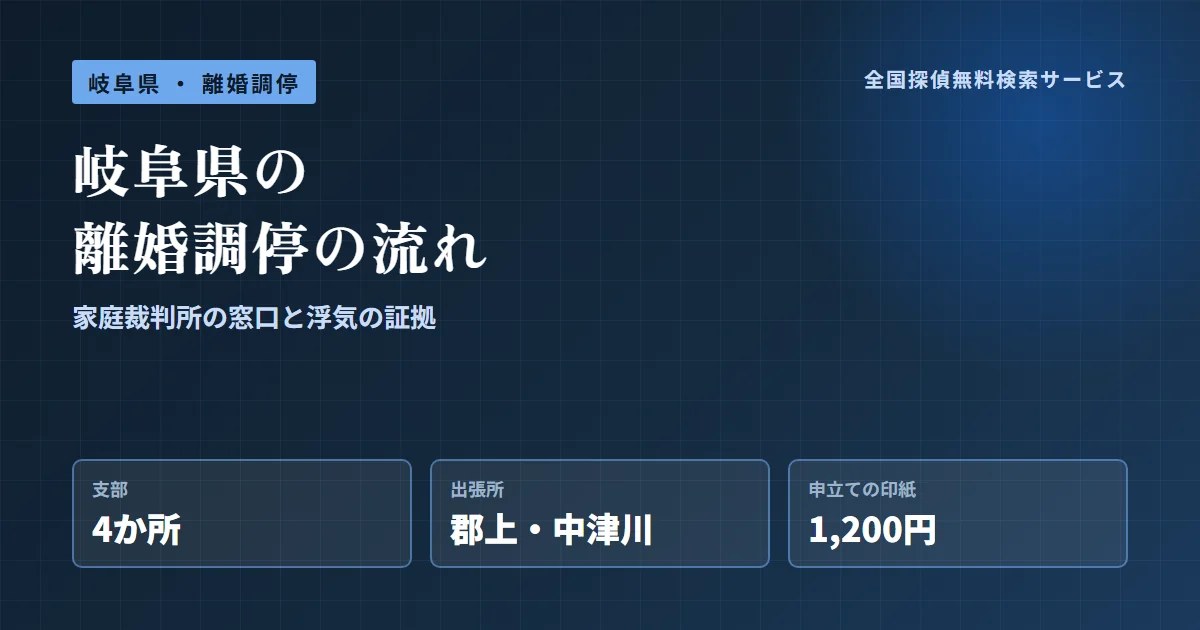 岐阜県 ・ 離婚調停
全国探偵無料検索サービス
岐阜県の
離婚調停の流れ
家庭裁判所の窓口と浮気の証拠
支部
4か所
出張所
郡上・中津川
申立ての印紙
1,200円